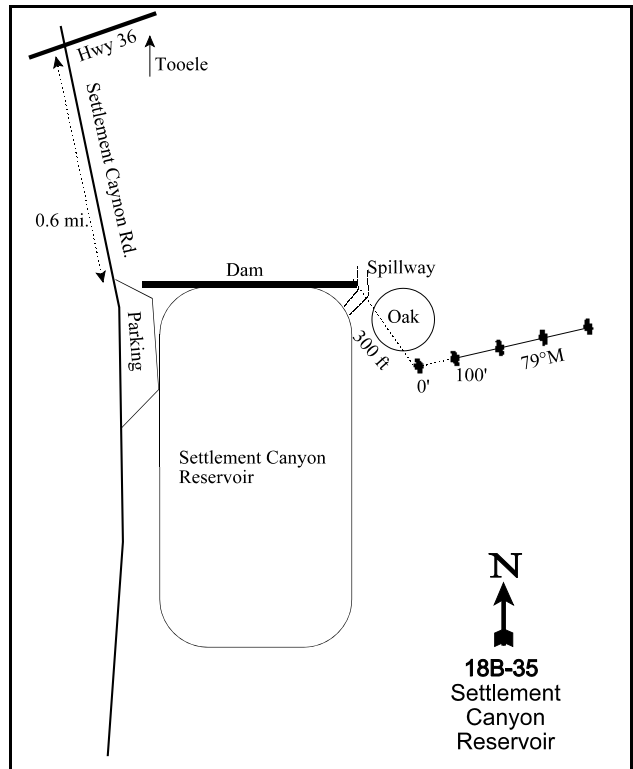 Hwy 36
Tooele
Settlement Caynon Rd.
0.6 mi.
Dam
Spillway
Oak
Parking
300 ft
0'
100'
79°M
Settlement Canyon
Reservoir
N
18B-35
Settlement
Canyon
Reservoir